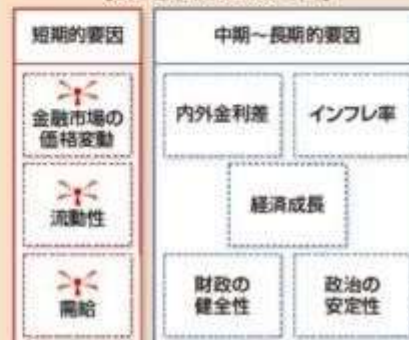 短期的要因
中期～長期的要因
金融市場の
価格変動
内外金利差
インフレ率
流動性
経済成長
需給
財政の
健全性
政治の
安定性